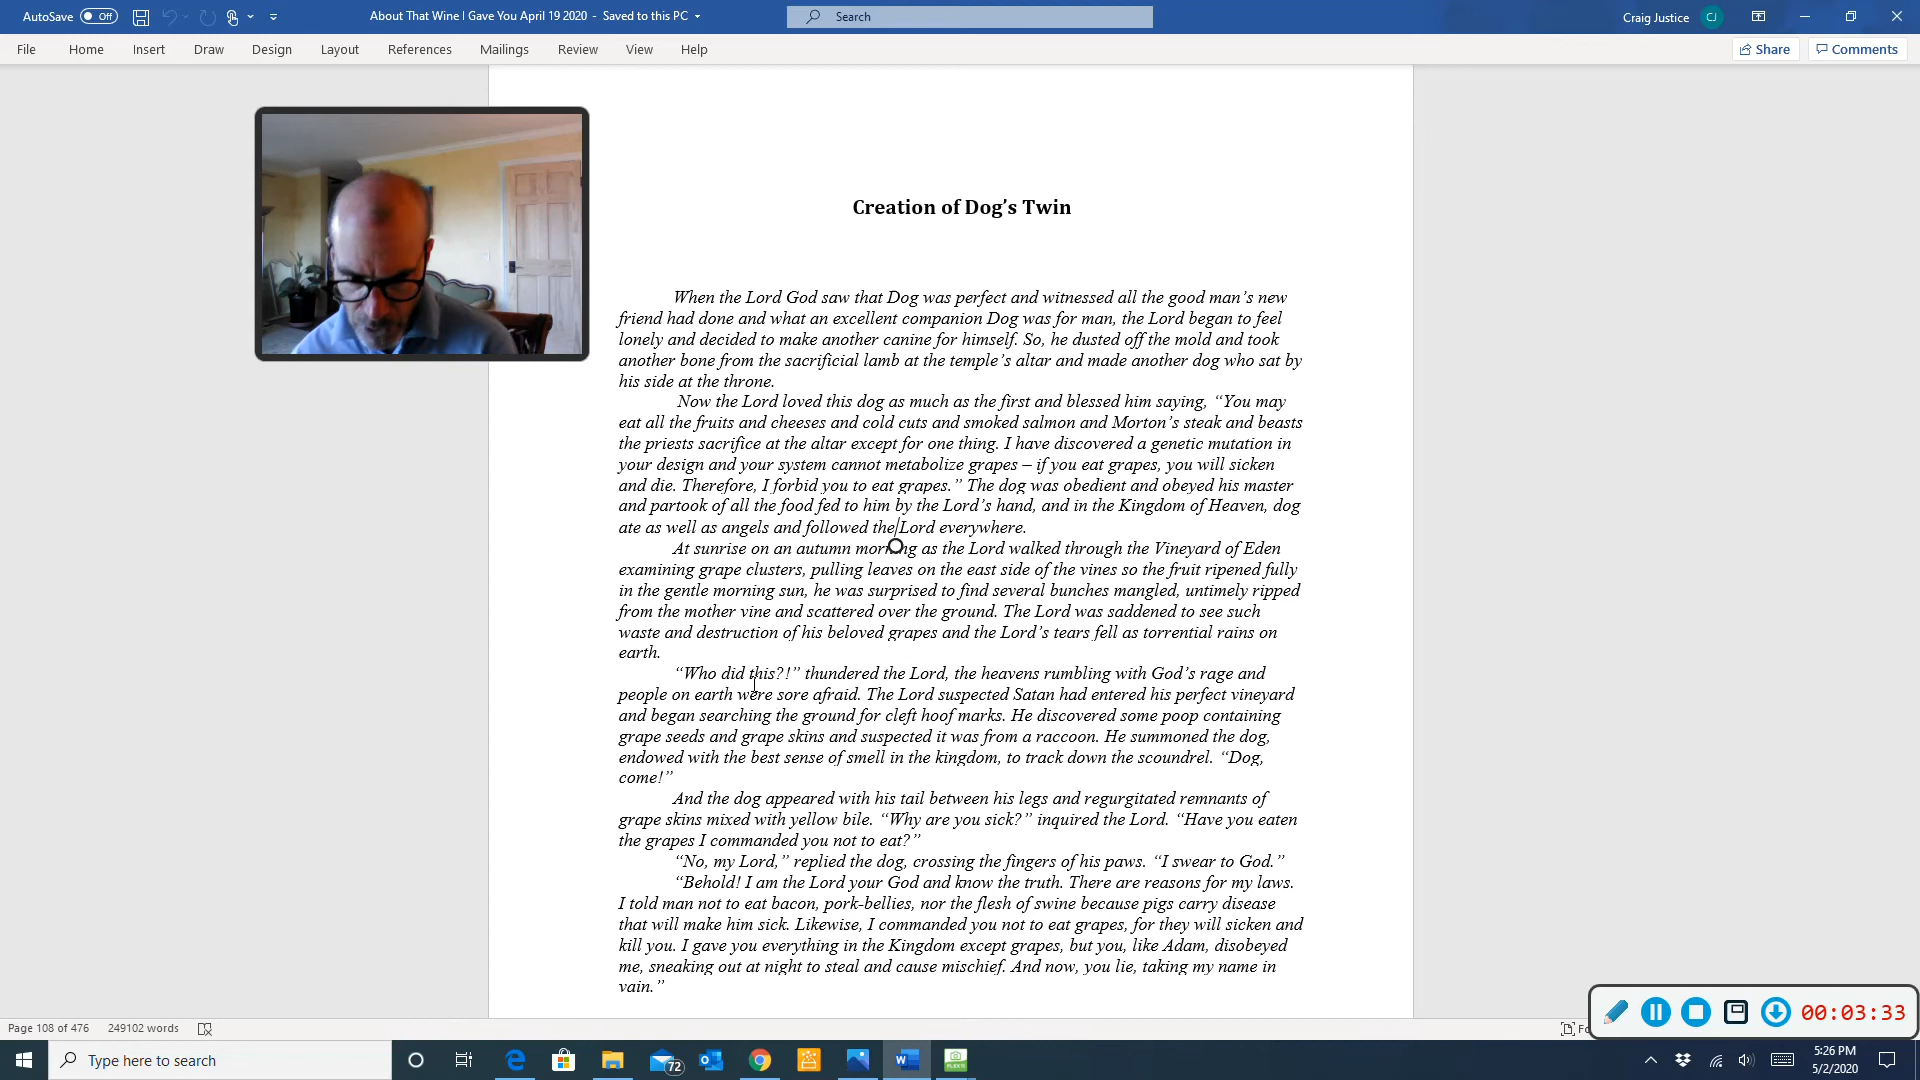 AutoSave Off About That Wine I Gave You April 19 2020 - Saved to this PC Search Craig Justice CJ
File Home Insert Draw Design Layout References Mailings Review View Help Share Comments
Creation of Dog’s Twin
When the Lord God saw that Dog was perfect and witnessed all the good man’s new
friend had done and what an excellent companion Dog was for man, the Lord began to feel
lonely and decided to make another canine for himself. So, he dusted off the mold and took
another bone from the sacrificial lamb at the temple’s altar and made another dog who sat by
his side at the throne.
Now the Lord loved this dog as much as the first and blessed him saying, “You may
eat all the fruits and cheeses and cold cuts and smoked salmon and Morton’s steak and beasts
the priests sacrifice at the altar except for one thing. I have discovered a genetic mutation in
your design and your system cannot metabolize grapes – if you eat grapes, you will sicken
and die. Therefore, I forbid you to eat grapes.” The dog was obedient and obeyed his master
and partook of all the food fed to him by the Lord’s hand, and in the Kingdom of Heaven, dog
ate as well as angels and followed the Lord everywhere.
At sunrise on an autumn morning as the Lord walked through the Vineyard of Eden
examining grape clusters, pulling leaves on the east side of the vines so the fruit ripened fully
in the gentle morning sun, he was surprised to find several bunches mangled, untimely ripped
from the mother vine and scattered over the ground. The Lord was saddened to see such
waste and destruction of his beloved grapes and the Lord’s tears fell as torrential rains on
earth.
“Who did this?!” thundered the Lord, the heavens rumbling with God’s rage and
people on earth were sore afraid. The Lord suspected Satan had entered his perfect vineyard
and began searching the ground for cleft hoof marks. He discovered some poop containing
grape seeds and grape skins and suspected it was from a raccoon. He summoned the dog,
endowed with the best sense of smell in the kingdom, to track down the scoundrel. “Dog,
come!”
And the dog appeared with his tail between his legs and regurgitated remnants of
grape skins mixed with yellow bile. “Why are you sick?” inquired the Lord. “Have you eaten
the grapes I commanded you not to eat?”
“No, my Lord,” replied the dog, crossing the fingers of his paws. “I swear to God.”
“Behold! I am the Lord your God and know the truth. There are reasons for my laws.
I told man not to eat bacon, pork-bellies, nor the flesh of swine because pigs carry disease
that will make him sick. Likewise, I commanded you not to eat grapes, for they will sicken and
kill you. I gave you everything in the Kingdom except grapes, but you, like Adam, disobeyed
me, sneaking out at night to steal and cause mischief. And now, you lie, taking my name in
vain.”
00:03:33
Page 108 of 476 249102 words
Type here to search 72 5:26 PM
5/2/2020